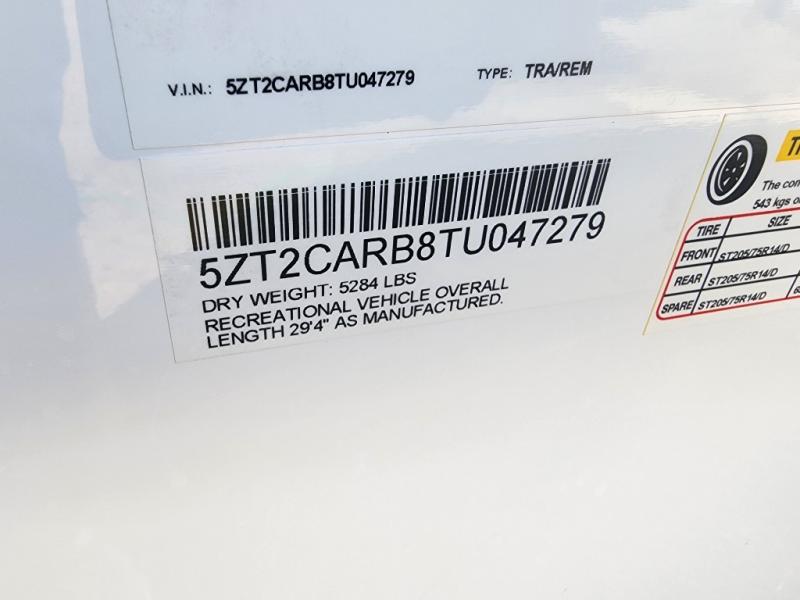 V.I.N.: 5ZT2CARB8TU047279 TYPE: TRA/REM
5ZT2CARB8TU047279
DRY WEIGHT: 5284 LBS
RECREATIONAL VEHICLE OVERALL
LENGTH 29'4" AS MANUFACTURED.
The
543 kgs
TIRE SIZE
FRONT ST205/75R14/D
REAR ST205/75R14/D
SPARE ST205/75R14/D